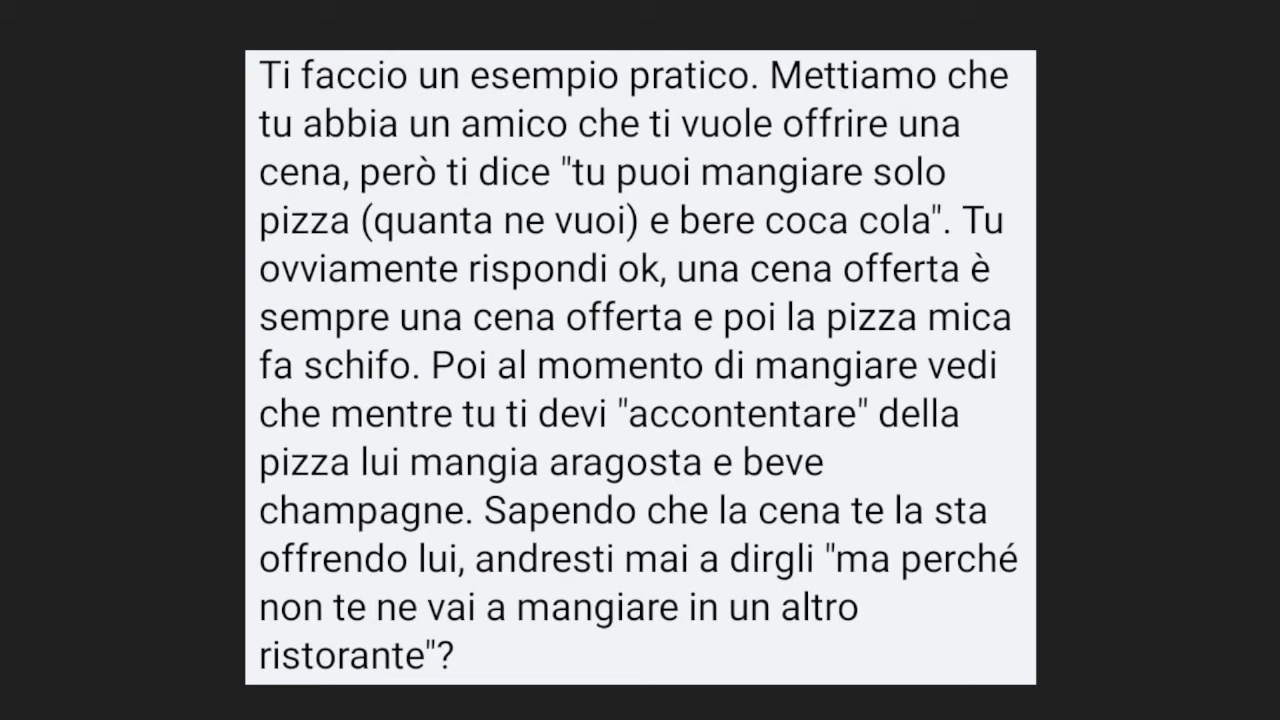 Ti faccio un esempio pratico. Mettiamo che
tu abbia un amico che ti vuole offrire una
cena, però ti dice "tu puoi mangiare solo
pizza (quanta ne vuoi) e bere coca cola". Tu
ovviamente rispondi ok, una cena offerta è
sempre una cena offerta e poi la pizza mica
fa schifo. Poi al momento di mangiare vedi
che mentre tu ti devi "accontentare" della
pizza lui mangia aragosta e beve
champagne. Sapendo che la cena te la sta
offrendo lui, andresti mai a dirgli "ma perché
non te ne vai a mangiare in un altro
ristorante"?